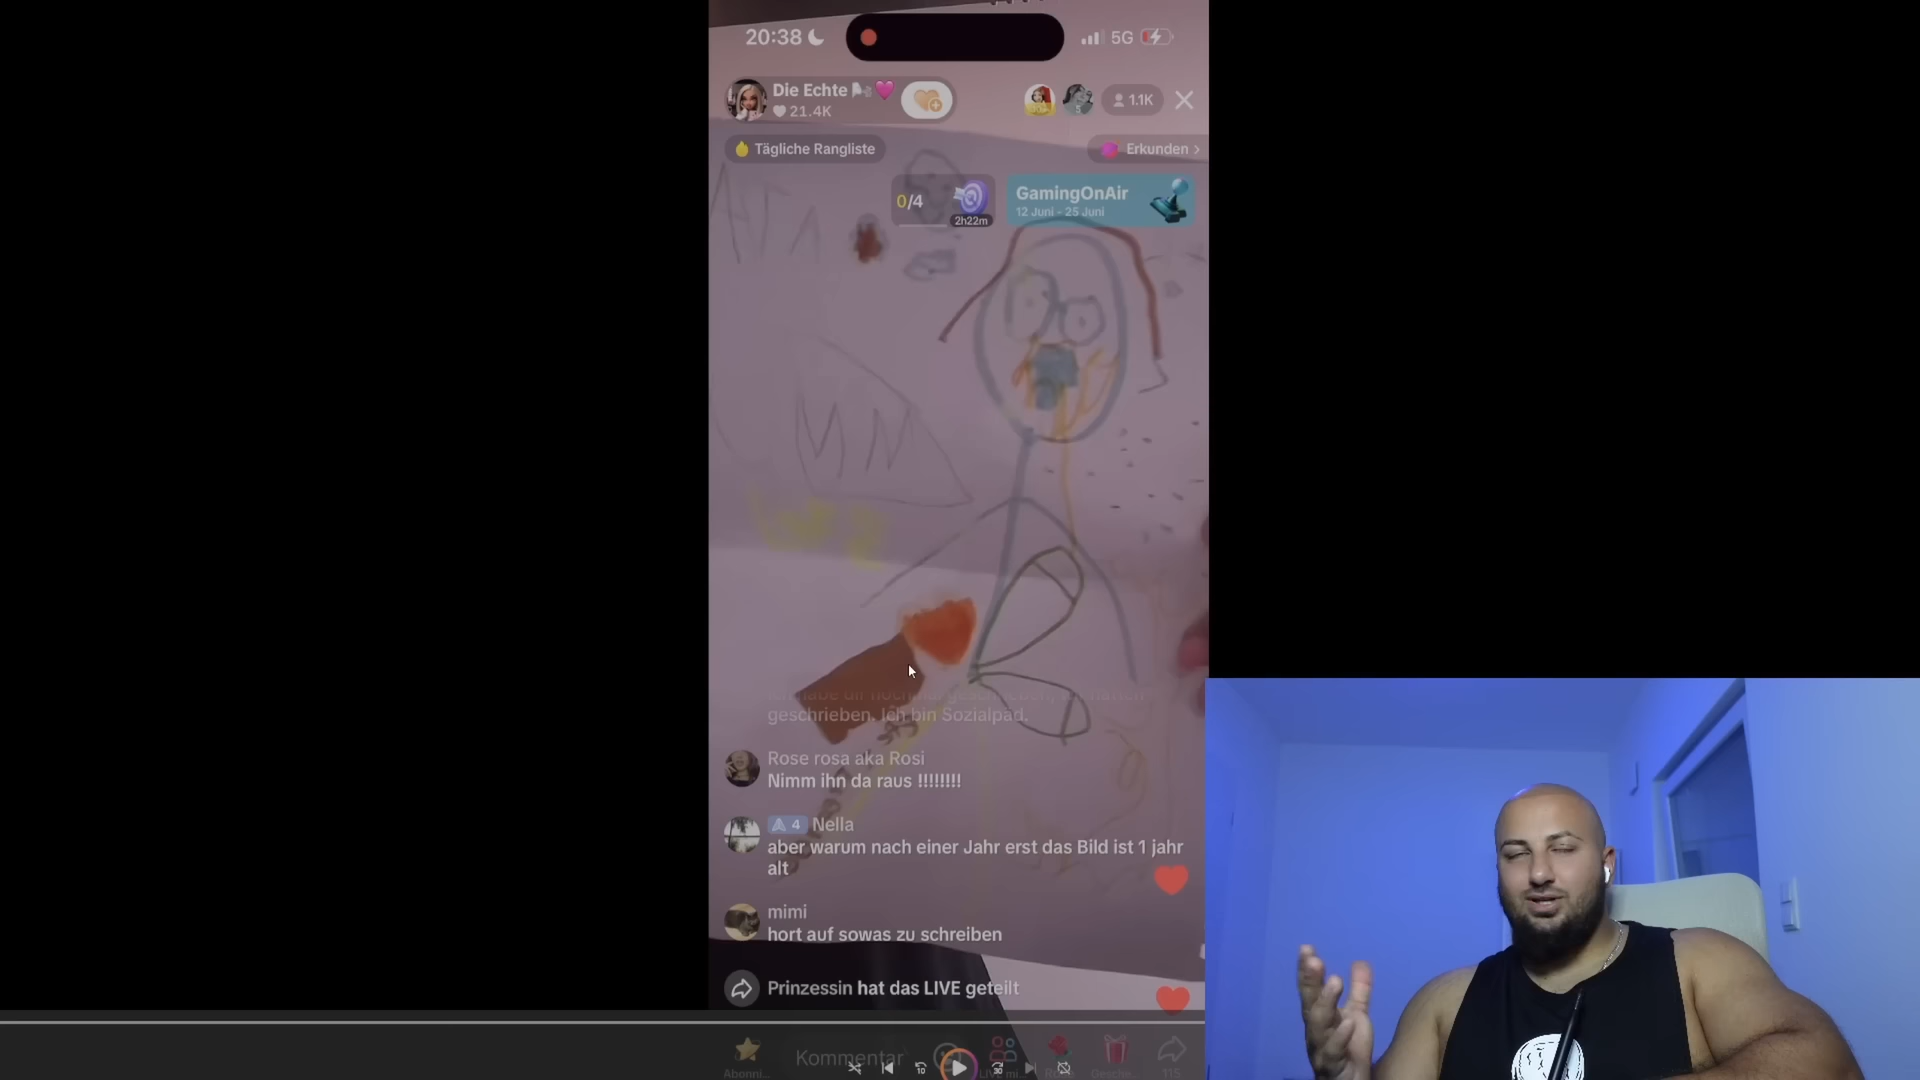 20:38
5G
Die Echte
21.4K
1.1K
Tägliche Rangliste
Erkunden
0/4
2h22m
GamingOnAir
12 Juni - 25 Juni
MM
geschrieben. Ich bin Sozialpäd.
Rose rosa aka Rosi
Nimm ihn da raus !!!!!!!!
4 Nella
aber warum nach einer Jahr erst das Bild ist 1 jahr
alt
mimi
hort auf sowas zu schreiben
Prinzessin hat das LIVE geteilt
Kommentar
10
115